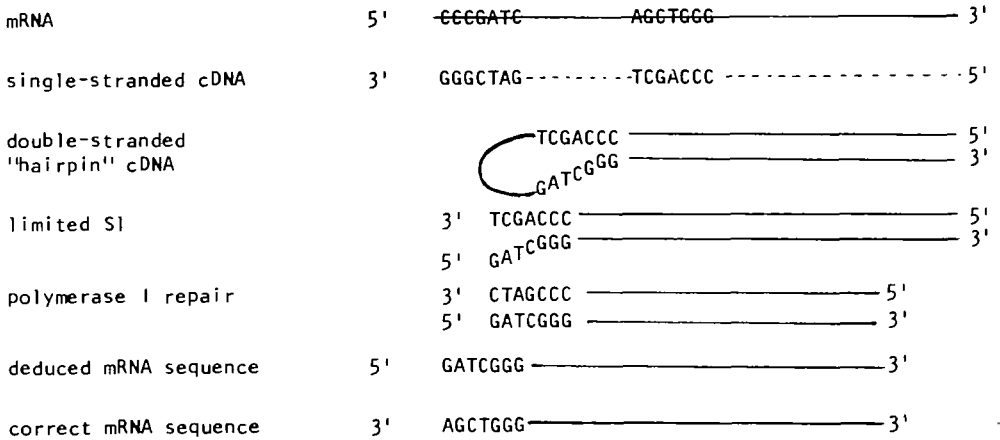 mRNA 5' CCCGATC AGCTGGG 3'
single-stranded cDNA 3' GGGCTAG----------TCGACCC ------------------5'
double-stranded TCGACCC 5'
"hairpin" cDNA GATCGGG 3'
limited S1 3' TCGACCC 5'
5' GATCGGG 3'
polymerase I repair 3' CTAGCCC 5'
5' GATCGGG 3'
deduced mRNA sequence 5' GATCGGG 3'
correct mRNA sequence 3' AGCTGGG 3'